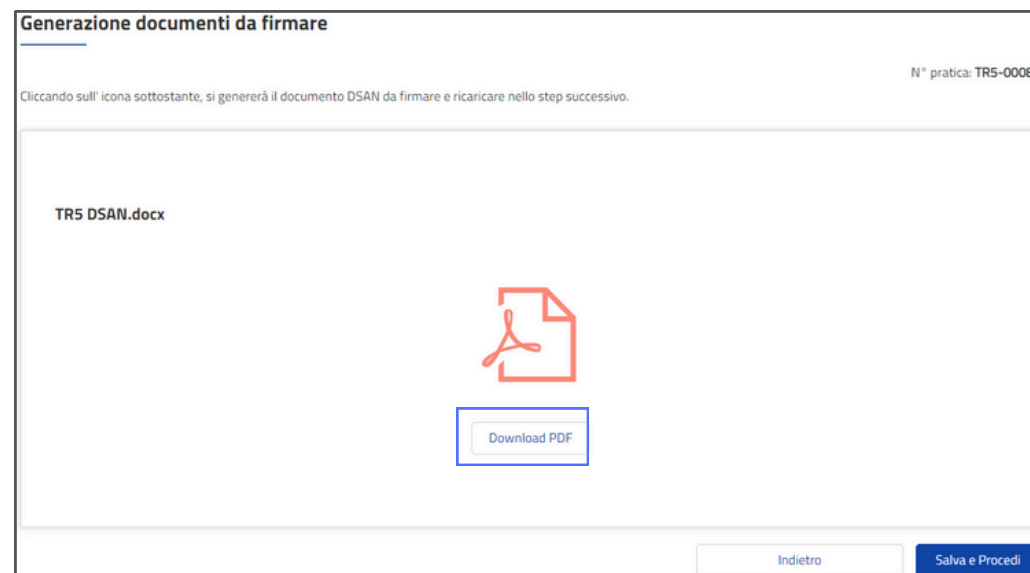 Generazione documenti da firmare
N° pratica: TR5-0008
Cliccando sull' icona sottostante, si genererà il documento DSAN da firmare e ricaricare nello step successivo.
TR5 DSAN.docx
Download PDF
Indietro
Salva e Procedi